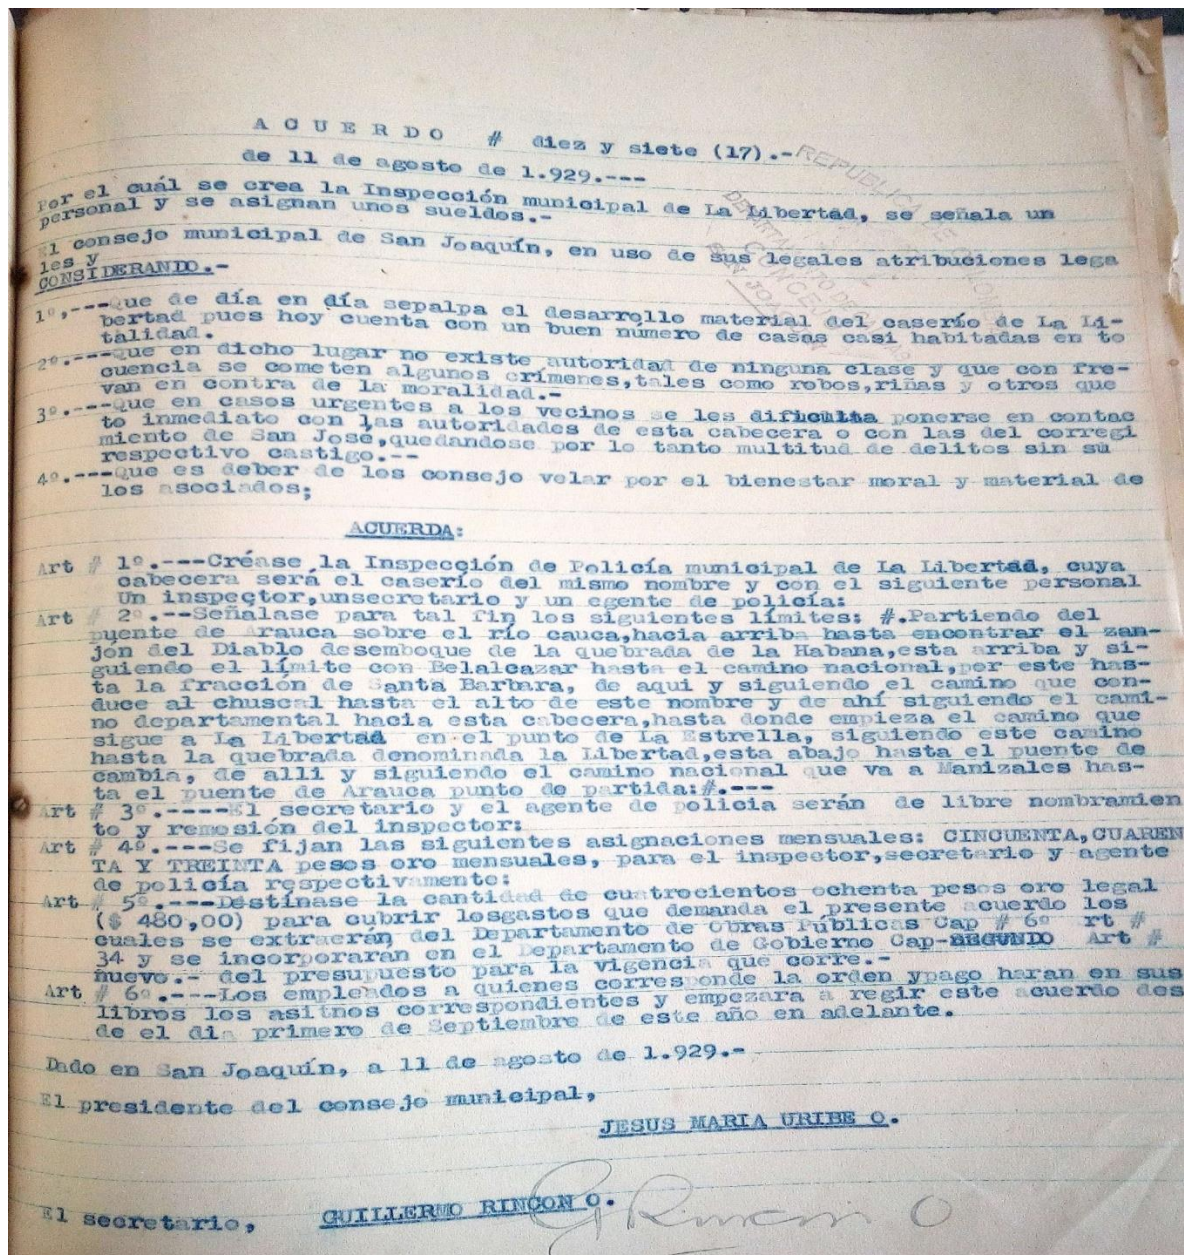 A C U E R D O # diez y siete (17).-
de 11 de agosto de 1.929.---
REPUBLICA DE COLOMBIA
DEPARTAMENTO DE CALDAS
CONCEJO
SAN JOAQUIN
Por el cuál se crea la Inspección municipal de La Libertad, se señala un
personal y se asignan unos sueldos.-
El consejo municipal de San Joaquín, en uso de sus legales atribuciones lega
les y
CONSIDERANDO.-
1º,---Que de día en día sepalpa el desarrollo material del caserío de La Li-
bertad pues hoy cuenta con un buen número de casas casi habitadas en to
talidad.
2º.---Que en dicho lugar no existe autoridad de ninguna clase y que con fre-
cuencia se cometen algunos crímenes,tales como robos,riñas y otros que
van en contra de la moralidad.-
3º.---Que en casos urgentes a los vecinos se les dificulta ponerse en contac
to inmediato con las autoridades de esta cabecera o con las del corregi
miento de San José,quedandose por lo tanto multitud de delitos sin su
respectivo castigo.--
4º.---Que es deber de los consejo velar por el bienestar moral y material de
los asociados;
ACUERDA:
Art # 1º.---Créase la Inspección de Policía municipal de La Libertad, cuya
cabecera será el caserío del mismo nombre y con el siguiente personal
Un inspector,unsecretario y un agente de policía:
Art # 2º.--Señálase para tal fin los siguientes límites: #.Partiendo del
puente de Arauca sobre el río cauca,hacia arriba hasta encontrar el zan-
jón del Diablo desemboque de la quebrada de la Habana,esta arriba y si-
guiendo el límite con Belalcazar hasta el camino nacional,por este has-
ta la fracción de Santa Barbara, de aqui y siguiendo el camino que con-
duce al chuscal hasta el alto de este nombre y de ahí siguiendo el cami-
no departamental hacia esta cabecera,hasta donde empieza el camino que
sigue a La Libertad en el punto de La Estrella, siguiendo este camino
hasta la quebrada denominada la Libertad,esta abajo hasta el puente de
cambia, de alli y siguiendo el camino nacional que va a Manizales has-
ta el puente de Arauca punto de partida:#.---
Art # 3º.----El secretario y el agente de policia serán de libre nombramien
to y remosión del inspector:
Art # 4º.---Se fijan las siguientes asignaciones mensuales: CINCUENTA,CUAREN
TA Y TREINTA pesos oro mensuales, para el inspector,secretario y agente
de policía respectivamente:
Art # 5º.---Déstinase la cantidad de cuatrocientos ochenta pesos oro legal
($ 480,00) para cubrir losgastos que demanda el presente acuerdo los
cuales se extraerán del Departamento de Obras Públicas Cap # 6º rt #
34 y se incorporaran en el Departamento de Gobierno Cap-SEGUNDO Art #
nuevo.- del presupuesto para la vigencia que corre.-
Art # 6º.---Los empleados a quienes corresponde la orden ypago haran en sus
libros los asitnos correspondientes y empezara a regir este acuerdo des
de el dia primero de Septiembre de este año en adelante.
Dado en San Joaquín, a 11 de agosto de 1.929.-
El presidente del consejo municipal,
JESUS MARIA URIBE O.
El secretario, GUILLERMO RINCON O.
G Rincon O